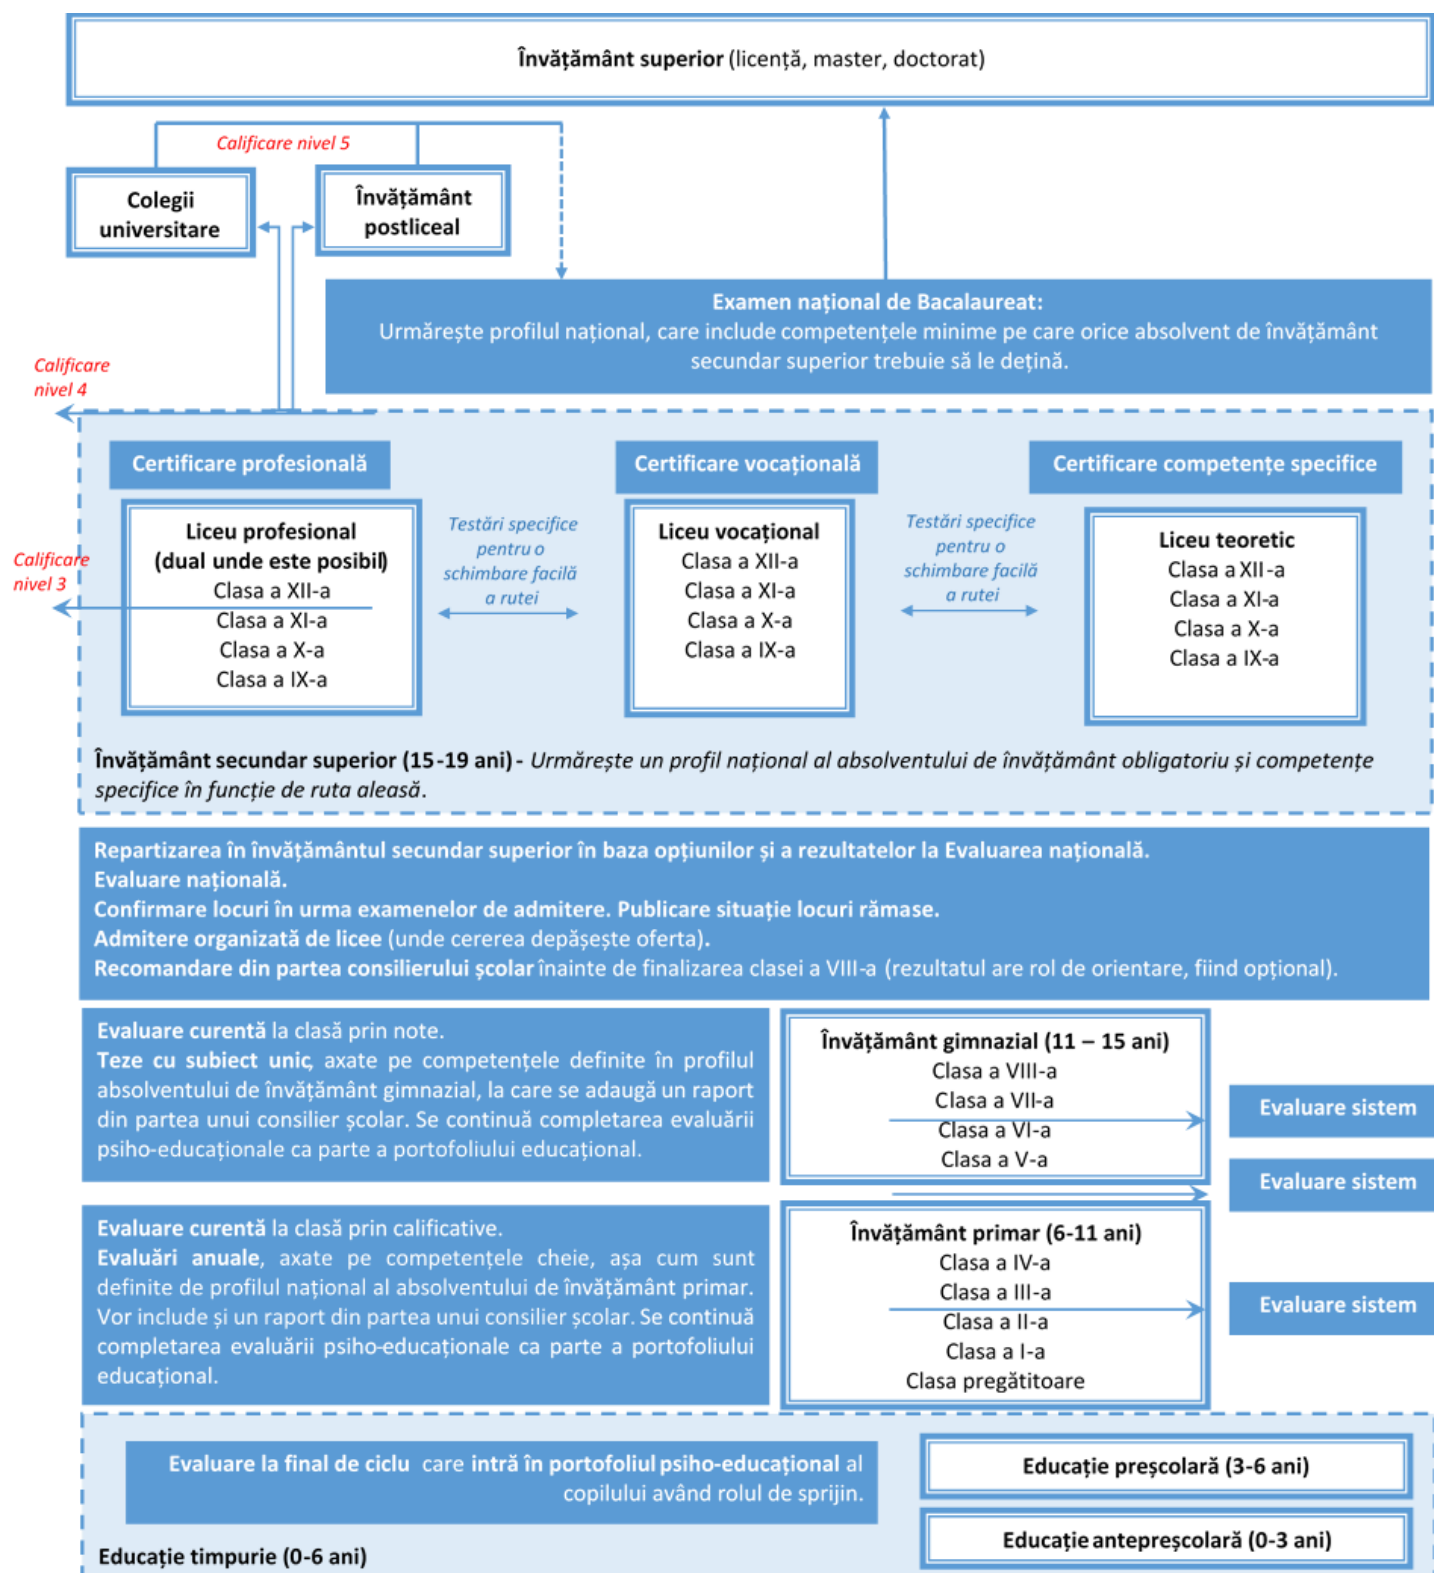 Învățământ superior (licență, master, doctorat)
Calificare nivel 5
Colegii
universitare
Învățământ
postliceal
Examen național de Bacalaureat:
Urmărește profilul național, care include competențele minime pe care orice absolvent de învățământ
secundar superior trebuie să le dețină.
Calificare
nivel 4
Certificare profesională
Certificare vocațională
Certificare competențe specifice
Liceu profesional
(dual unde este posibil)
Clasa a XII-a
Clasa a XI-a
Clasa a X-a
Clasa a IX-a
Calificare
nivel 3
Testări specifice
pentru o
schimbare facilă
a rutei
Liceu vocațional
Clasa a XII-a
Clasa a XI-a
Clasa a X-a
Clasa a IX-a
Testări specifice
pentru o
schimbare facilă
a rutei
Liceu teoretic
Clasa a XII-a
Clasa a XI-a
Clasa a X-a
Clasa a IX-a
Învățământ secundar superior (15-19 ani) - Urmărește un profil național al absolventului de învățământ obligatoriu și competențe
specifice în funcție de ruta aleasă.
Repartizarea în învățământul secundar superior în baza opțiunilor și a rezultatelor la Evaluarea națională.
Evaluare națională.
Confirmare locuri în urma examenelor de admitere. Publicare situație locuri rămase.
Admitere organizată de licee (unde cererea depășește oferta).
Recomandare din partea consilierului școlar înainte de finalizarea clasei a VIII-a (rezultatul are rol de orientare, fiind opțional).
Evaluare curentă la clasă prin note.
Teze cu subiect unic, axate pe competențele definite în profilul
absolventului de învățământ gimnazial, la care se adaugă un raport
din partea unui consilier școlar. Se continuă completarea evaluării
psiho-educaționale ca parte a portofoliului educațional.
Învățământ gimnazial (11 – 15 ani)
Clasa a VIII-a
Clasa a VII-a
Clasa a VI-a
Clasa a V-a
Evaluare sistem
Evaluare sistem
Evaluare curentă la clasă prin calificative.
Evaluări anuale, axate pe competențele cheie, așa cum sunt
definite de profilul național al absolventului de învățământ primar.
Vor include și un raport din partea unui consilier școlar. Se continuă
completarea evaluării psiho-educaționale ca parte a portofoliului
educațional.
Învățământ primar (6-11 ani)
Clasa a IV-a
Clasa a III-a
Clasa a II-a
Clasa a I-a
Clasa pregătitoare
Evaluare sistem
Evaluare la final de ciclu care intră în portofoliul psiho-educațional al
copilului având rolul de sprijin.
Educație preșcolară (3-6 ani)
Educație antepreșcolară (0-3 ani)
Educație timpurie (0-6 ani)